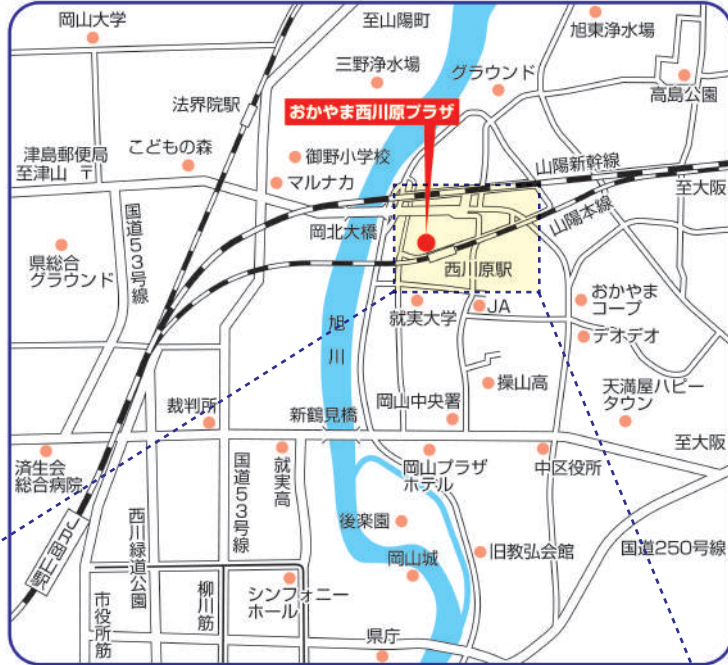 岡山大学
至山陽町
旭東浄水場
三野浄水場
グラウンド
高島公園
法界院駅
おかやま西川原プラザ
津島郵便局
至津山 〒
こどもの森
御野小学校
マルナカ
山陽新幹線
至大阪
山陽本線
岡北大橋
国道53号線
県総合
グラウンド
西川原駅
おかやま
コープ
就実大学
JA
デオデオ
旭川
操山高
天満屋ハピー
タウン
裁判所
岡山中央署
新鶴見橋
至大阪
済生会
総合病院
国道53号線
就実高
岡山プラザ
ホテル
中区役所
JR岡山駅
西川緑道公園
後楽園
岡山城
旧教弘会館
国道250号線
市役所筋
柳川筋
シンフォニー
ホール
県庁